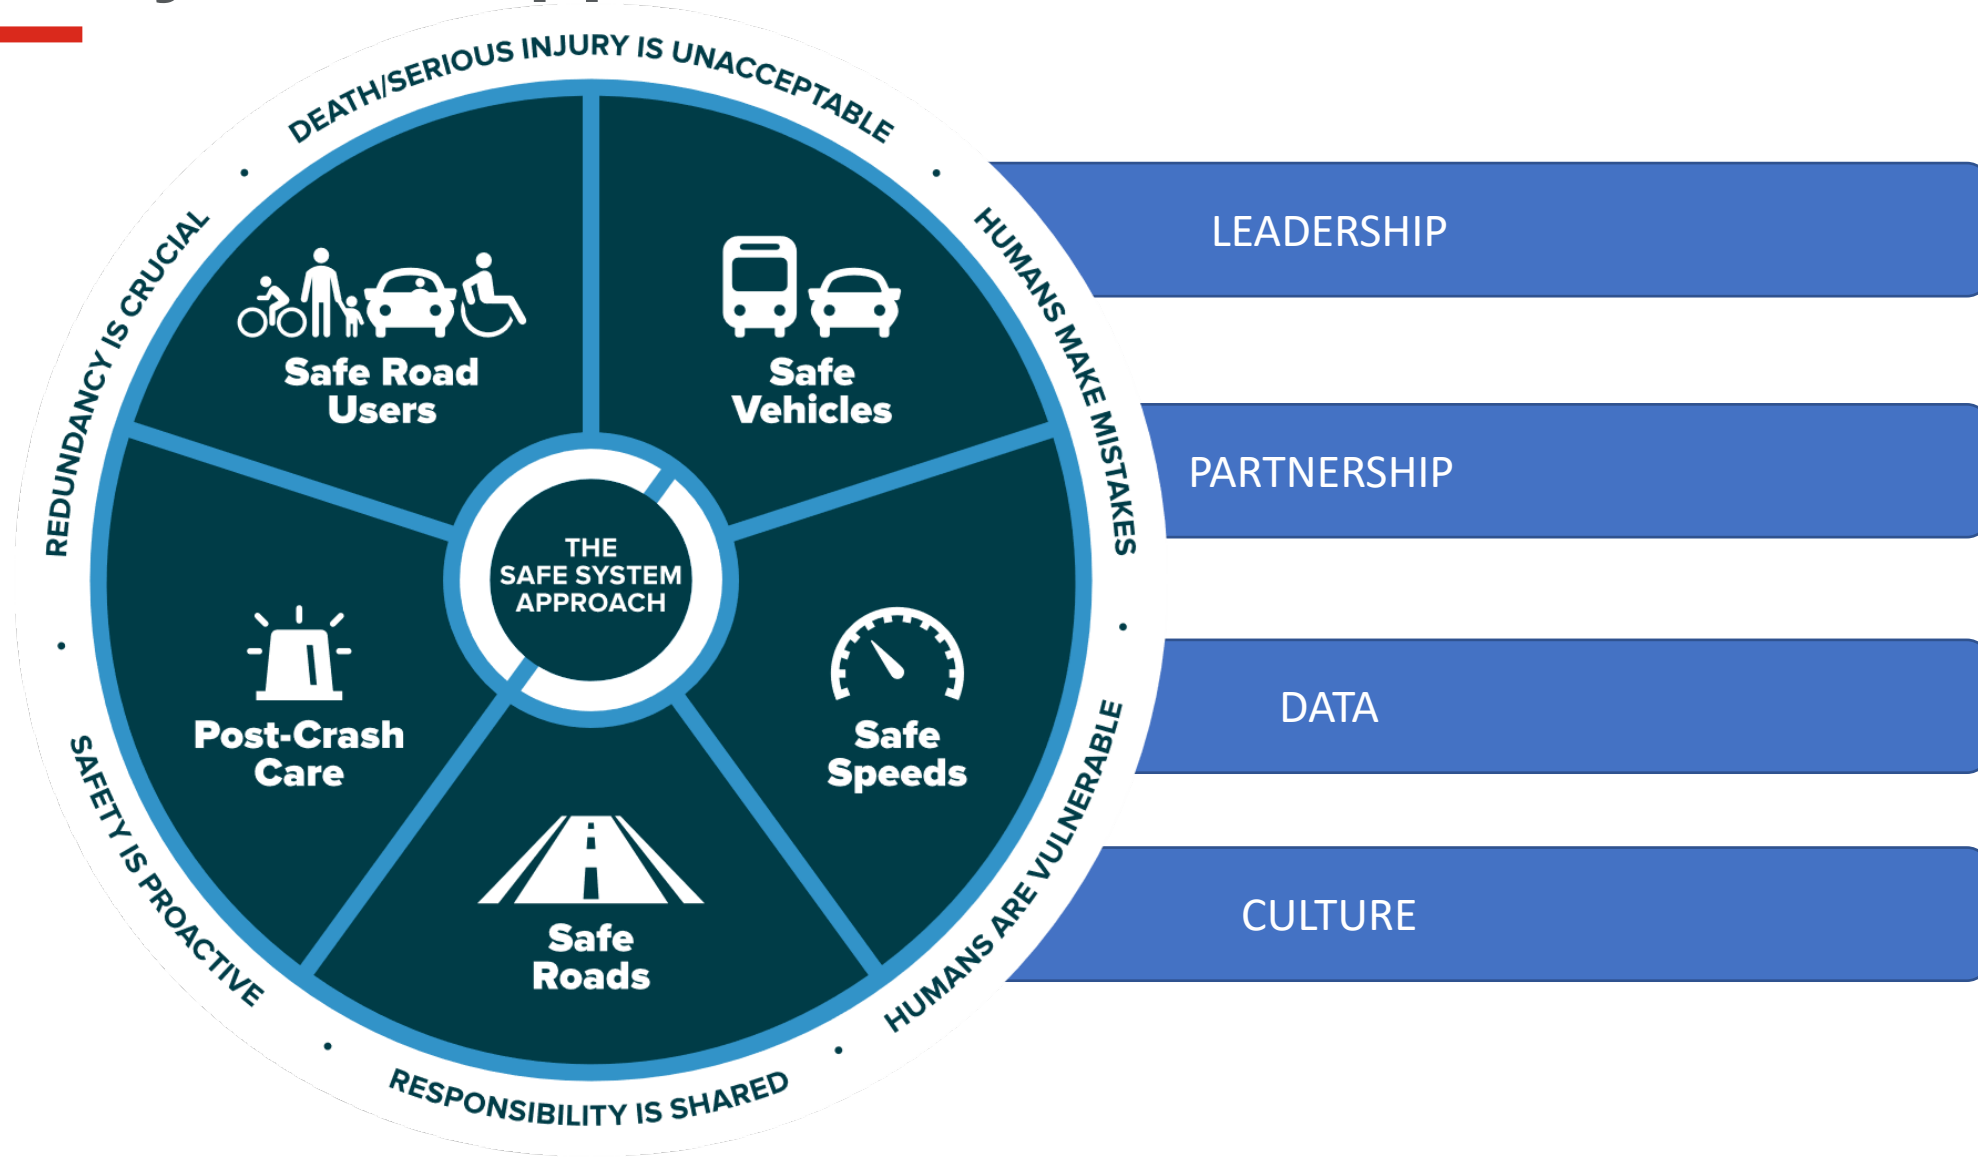 DEATH/SERIOUS INJURY IS UNACCEPTABLE
HUMANS MAKE MISTAKES
HUMANS ARE VULNERABLE
RESPONSIBILITY IS SHARED
SAFETY IS PROACTIVE
REDUNDANCY IS CRUCIAL
Safe Road
Users
Safe
Vehicles
THE
SAFE SYSTEM
APPROACH
Post-Crash
Care
Safe
Speeds
Safe
Roads
LEADERSHIP
PARTNERSHIP
DATA
CULTURE